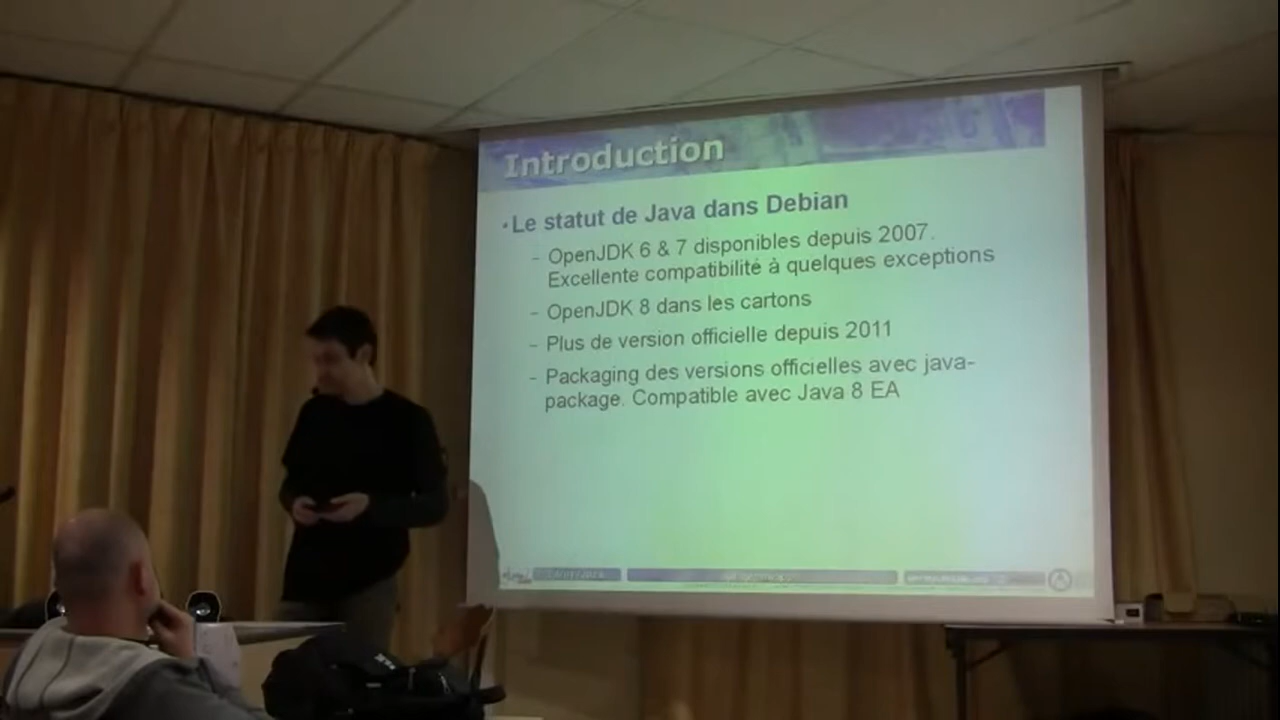 Introduction
· Le statut de Java dans Debian
– OpenJDK 6 & 7 disponibles depuis 2007.
Excellente compatibilité à quelques exceptions
– OpenJDK 8 dans les cartons
– Plus de version officielle depuis 2011
– Packaging des versions officielles avec java-
package. Compatible avec Java 8 EA